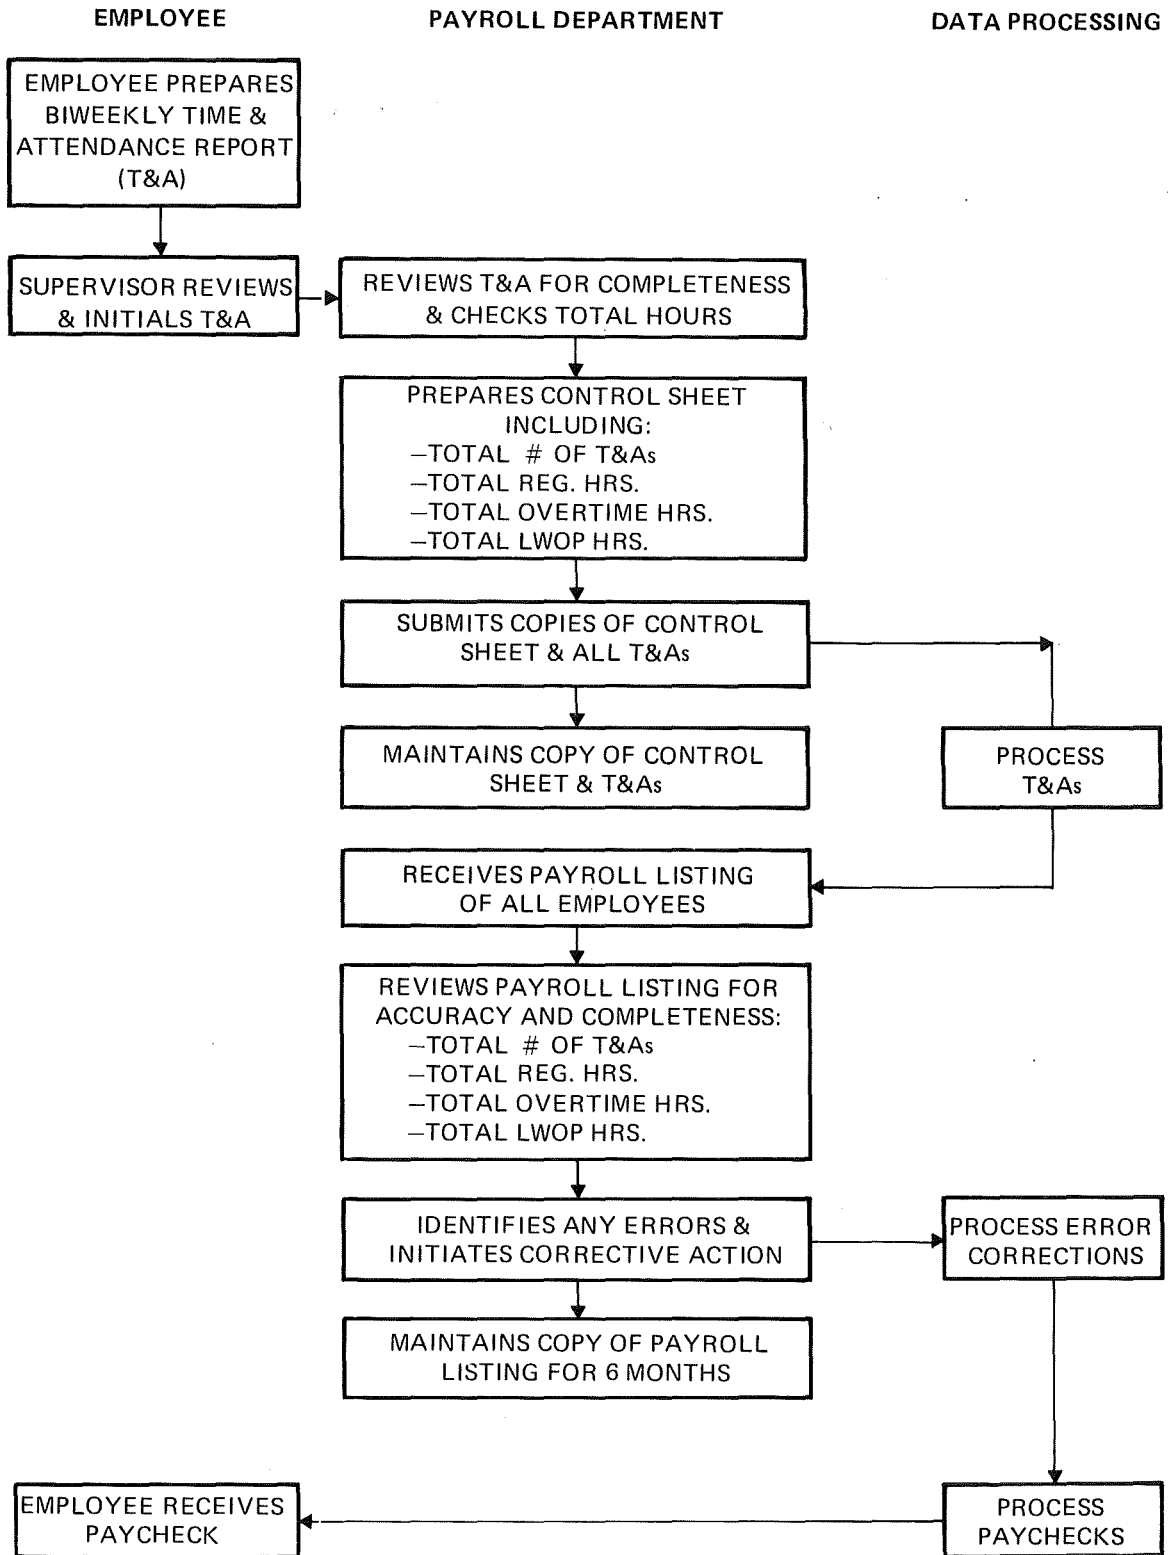 EMPLOYEE
PAYROLL DEPARTMENT
DATA PROCESSING
EMPLOYEE PREPARES
BIWEEKLY TIME &
ATTENDANCE REPORT
(T&A)
SUPERVISOR REVIEWS
& INITIALS T&A
REVIEWS T&A FOR COMPLETENESS
& CHECKS TOTAL HOURS
PREPARES CONTROL SHEET
INCLUDING:
—TOTAL # OF T&As
—TOTAL REG. HRS.
—TOTAL OVERTIME HRS.
—TOTAL LWOP HRS.
SUBMITS COPIES OF CONTROL
SHEET & ALL T&As
MAINTAINS COPY OF CONTROL
SHEET & T&As
PROCESS
T&As
RECEIVES PAYROLL LISTING
OF ALL EMPLOYEES
REVIEWS PAYROLL LISTING FOR
ACCURACY AND COMPLETENESS:
—TOTAL # OF T&As
—TOTAL REG. HRS.
—TOTAL OVERTIME HRS.
—TOTAL LWOP HRS.
IDENTIFIES ANY ERRORS &
INITIATES CORRECTIVE ACTION
PROCESS ERROR
CORRECTIONS
MAINTAINS COPY OF PAYROLL
LISTING FOR 6 MONTHS
EMPLOYEE RECEIVES
PAYCHECK
PROCESS
PAYCHECKS